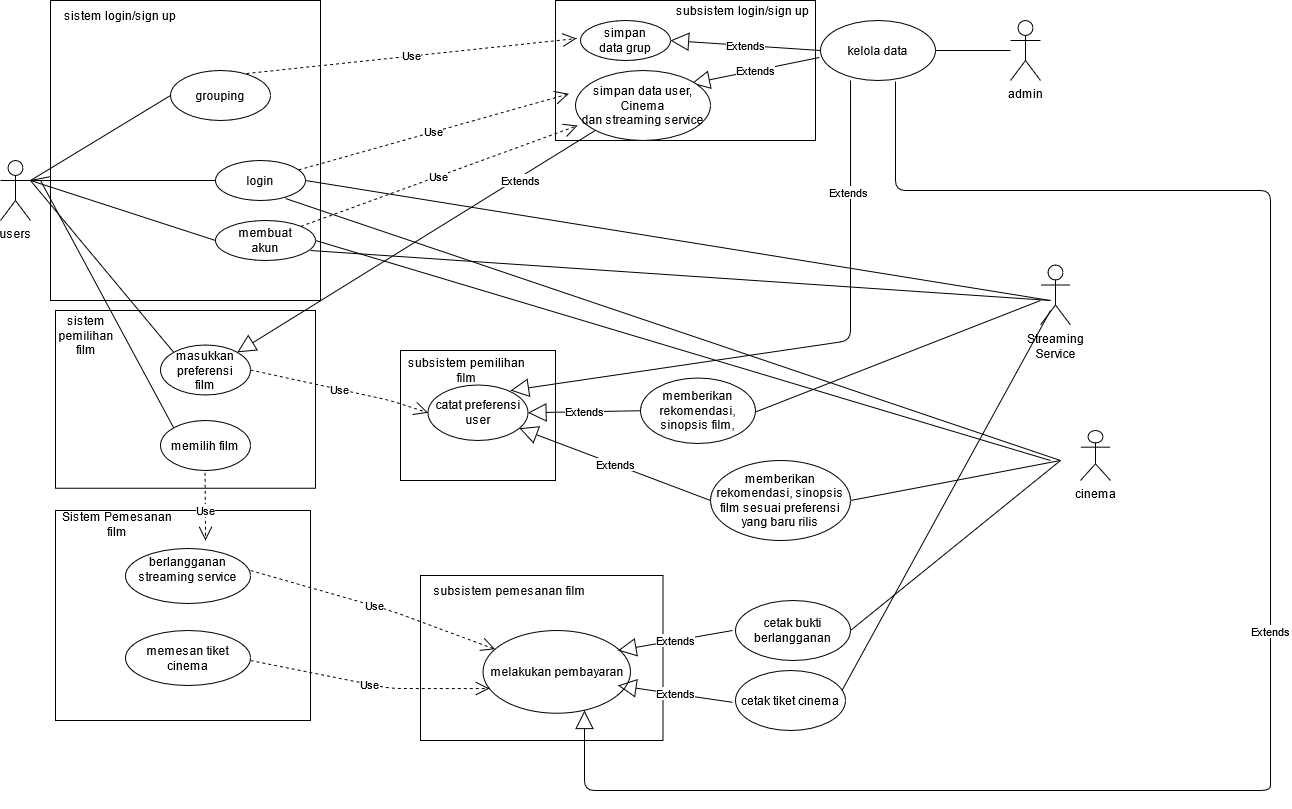 sistem login/sign up
subsistem login/sign up
simpan
data grup
Extends
kelola data
Use
Extends
grouping
simpan data user,
Cinema
dan streaming service
admin
Use
login
Use
Extends
Extends
users
membuat
akun
sistem
pemilihan
film
Streaming
Service
masukkan
preferensi
film
subsistem pemilihan
film
Use
catat preferensi
user
Extends
memberikan
rekomendasi,
sinopsis film,
memilih film
Extends
memberikan
rekomendasi, sinopsis
film sesuai preferensi
yang baru rilis
cinema
Use
Sistem Pemesanan
film
berlangganan
streaming service
subsistem pemesanan film
Use
cetak bukti
berlangganan
Extends
Extends
memesan tiket
cinema
melakukan pembayaran
Use
Extends
cetak tiket cinema